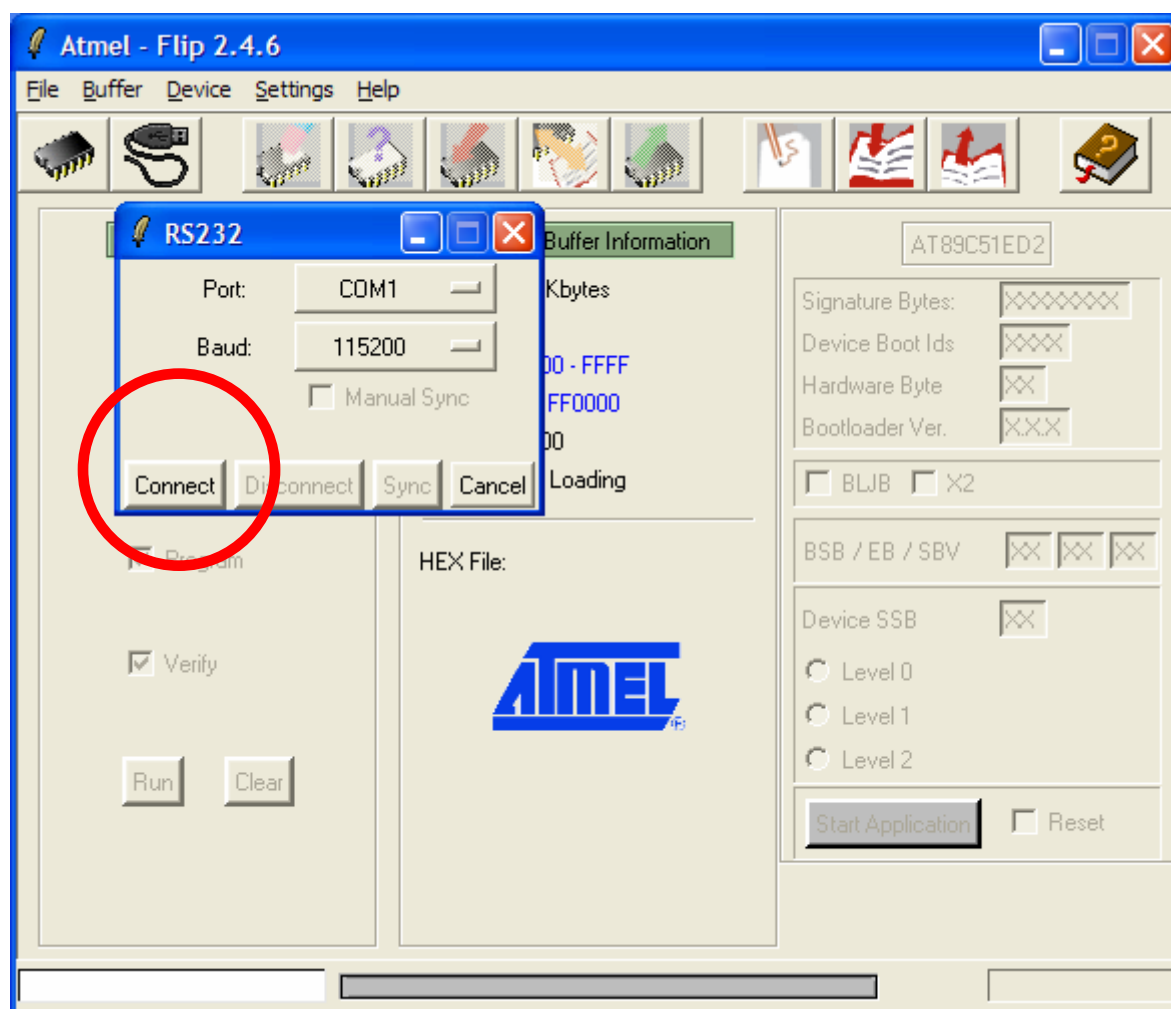 Atmel - Flip 2.4.6
File Buffer Device Settings Help
RS232
Port: COM1
Baud: 115200
Manual Sync
Connect Disconnect Sync Cancel
Buffer Information
Kbytes
00 - FFFF
FF0000
00
Loading
Program
Verify
Run Clear
HEX File:
ATMEL
AT89C51ED2
Signature Bytes: XXXXXXXX
Device Boot Ids XXXX
Hardware Byte XX
Bootloader Ver. X.X.X
BLJB X2
BSB / EB / SBV XX XX XX
Device SSB XX
Level 0
Level 1
Level 2
Start Application Reset